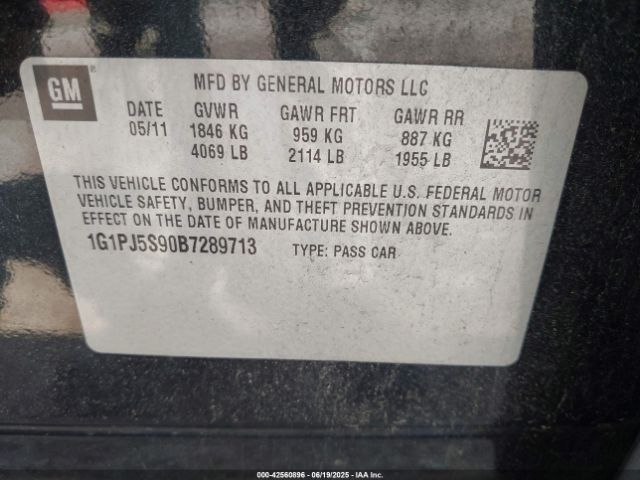 GM
MFD BY GENERAL MOTORS LLC
DATE GVWR GAWR FRT GAWR RR
05/11 1846 KG 959 KG 887 KG
4069 LB 2114 LB 1955 LB
THIS VEHICLE CONFORMS TO ALL APPLICABLE U.S. FEDERAL MOTOR
VEHICLE SAFETY, BUMPER, AND THEFT PREVENTION STANDARDS IN
EFFECT ON THE DATE OF MANUFACTURE SHOWN ABOVE.
1G1PJ5S90B7289713 TYPE: PASS CAR
000-42560896 - 06/19/2025 - IAAI Inc.